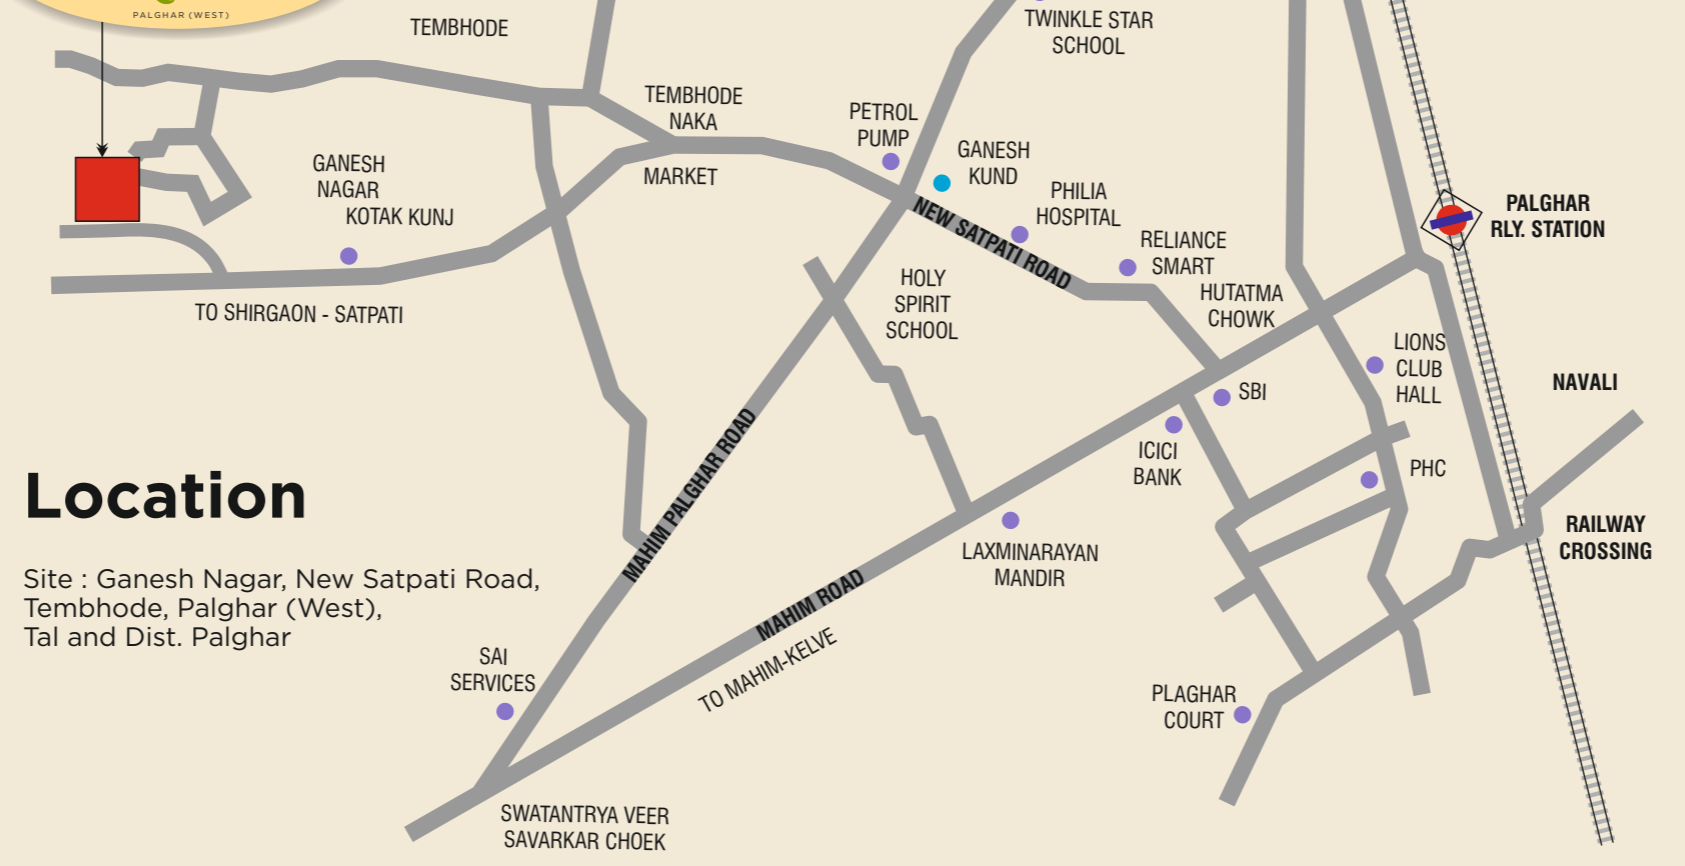 PALGHAR (WEST)
TEMBHODE
TWINKLE STAR
SCHOOL
TEMBHODE
NAKA
PETROL
PUMP
GANESH
KUND
GANESH
NAGAR
KOTAK KUNJ
MARKET
PHILIA
HOSPITAL
NEW SATPATI ROAD
PALGHAR
RLY. STATION
RELIANCE
SMART
HOLY
SPIRIT
SCHOOL
HUTATMA
CHOWK
TO SHIRGAON - SATPATI
LIONS
CLUB
HALL
NAVALI
SBI
ICICI
BANK
PHC
MAHIM PALGHAR ROAD
Location
RAILWAY
CROSSING
LAXMINARAYAN
MANDIR
Site : Ganesh Nagar, New Satpati Road,
Tembhode, Palghar (West),
Tal and Dist. Palghar
MAHIM ROAD
TO MAHIM-KELVE
SAI
SERVICES
PLAGHAR
COURT
SWATANTRYA VEER
SAVARKAR CHOEK